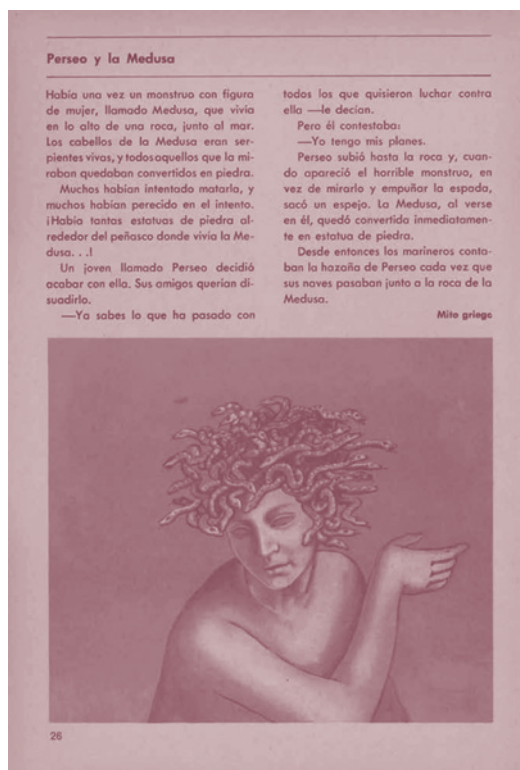 Perseo y la Medusa
Había una vez un monstruo con figura
de mujer, llamado Medusa, que vivía
en lo alto de una roca, junto al mar.
Los cabellos de la Medusa eran ser-
pientes vivas, y todos aquellos que la mi-
raban quedaban convertidos en piedra.
Muchos habían intentado matarla, y
muchos habían perecido en el intento.
¡Había tantas estatuas de piedra al-
rededor del peñasco donde vivía la Me-
dusa. . .!
Un joven llamado Perseo decidió
acabar con ella. Sus amigos querían di-
suadirlo.
—Ya sabes lo que ha pasado con
todos los que quisieron luchar contra
ella —le decían.
Pero él contestaba:
—Yo tengo mis planes.
Perseo subió hasta la roca y, cuan-
do apareció el horrible monstruo, en
vez de mirarlo y empuñar la espada,
sacó un espejo. La Medusa, al verse
en él, quedó convertida inmediatamen-
te en estatua de piedra.
Desde entonces los marineros conta-
ban la hazaña de Perseo cada vez que
sus naves pasaban junto a la roca de la
Medusa.
Mito griego
26